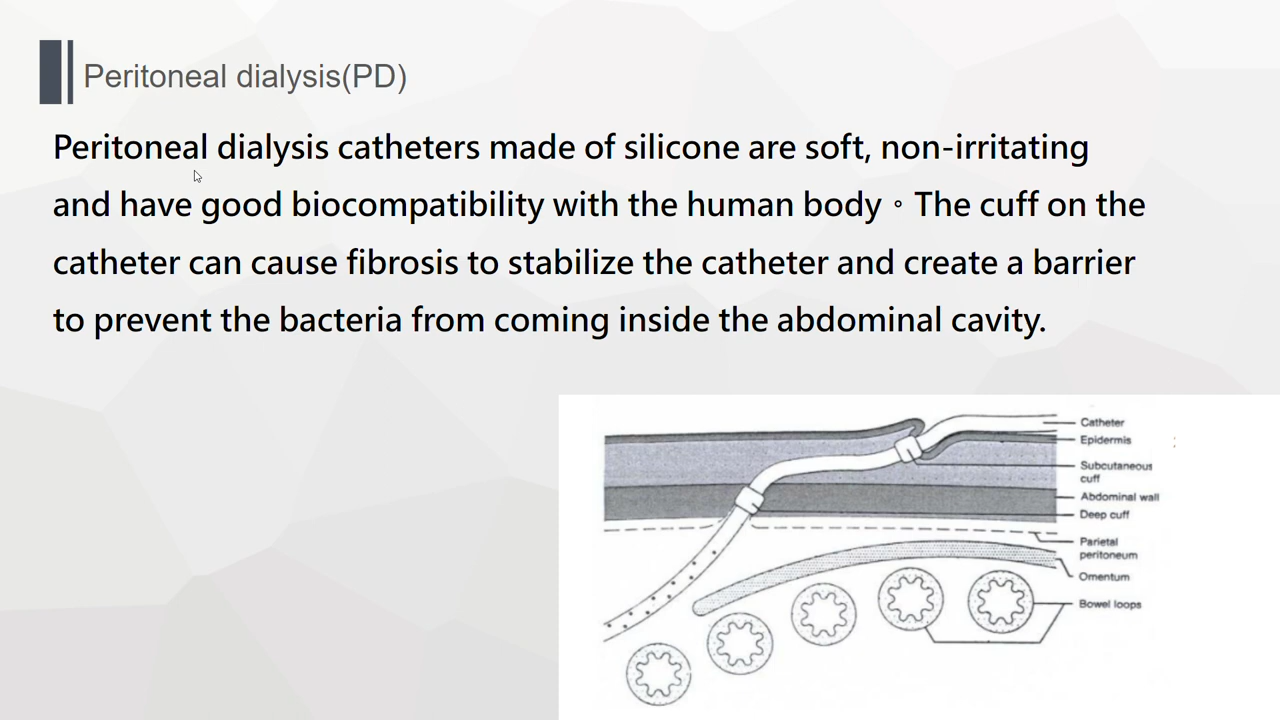 Peritoneal dialysis(PD)
Peritoneal dialysis catheters made of silicone are soft, non-irritating
and have good biocompatibility with the human body。The cuff on the
catheter can cause fibrosis to stabilize the catheter and create a barrier
to prevent the bacteria from coming inside the abdominal cavity.
Catheter
Epidermis
Subcutaneous
cuff
Abdominal wall
Deep cuff
Parietal
peritoneum
Omentum
Bowel loops